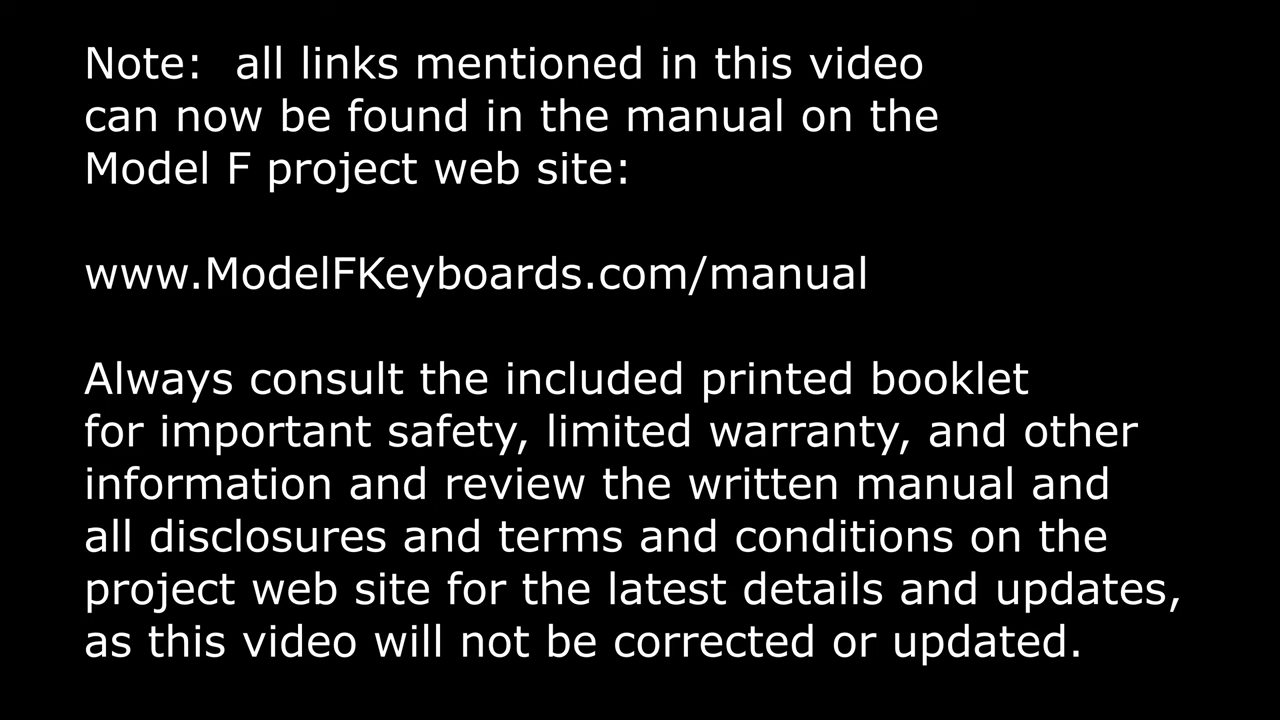 Note:  all links mentioned in this video
can now be found in the manual on the
Model F project web site:
www.ModelFKeyboards.com/manual
Always consult the included printed booklet
for important safety, limited warranty, and other
information and review the written manual and
all disclosures and terms and conditions on the
project web site for the latest details and updates,
as this video will not be corrected or updated.